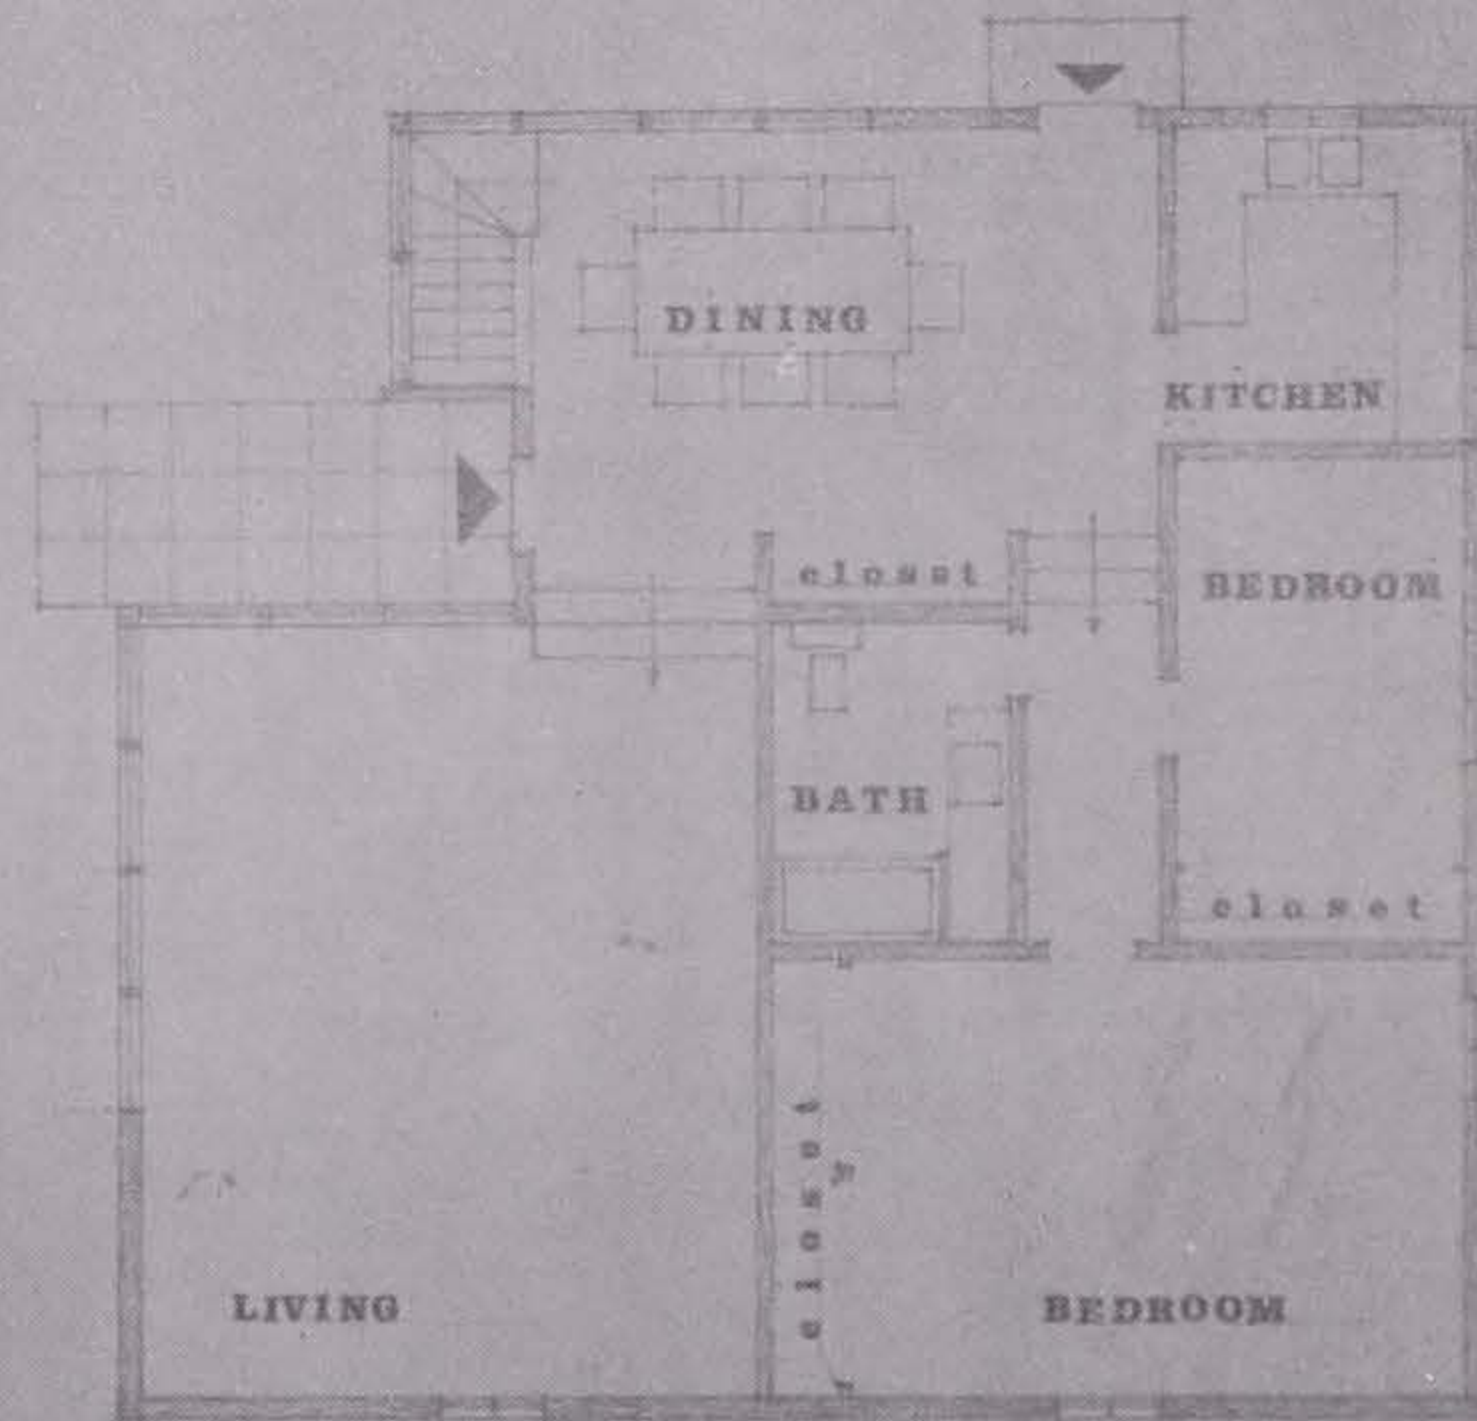 DINING
KITCHEN
closet
BEDROOM
BATH
closet
closet
LIVING
BEDROOM